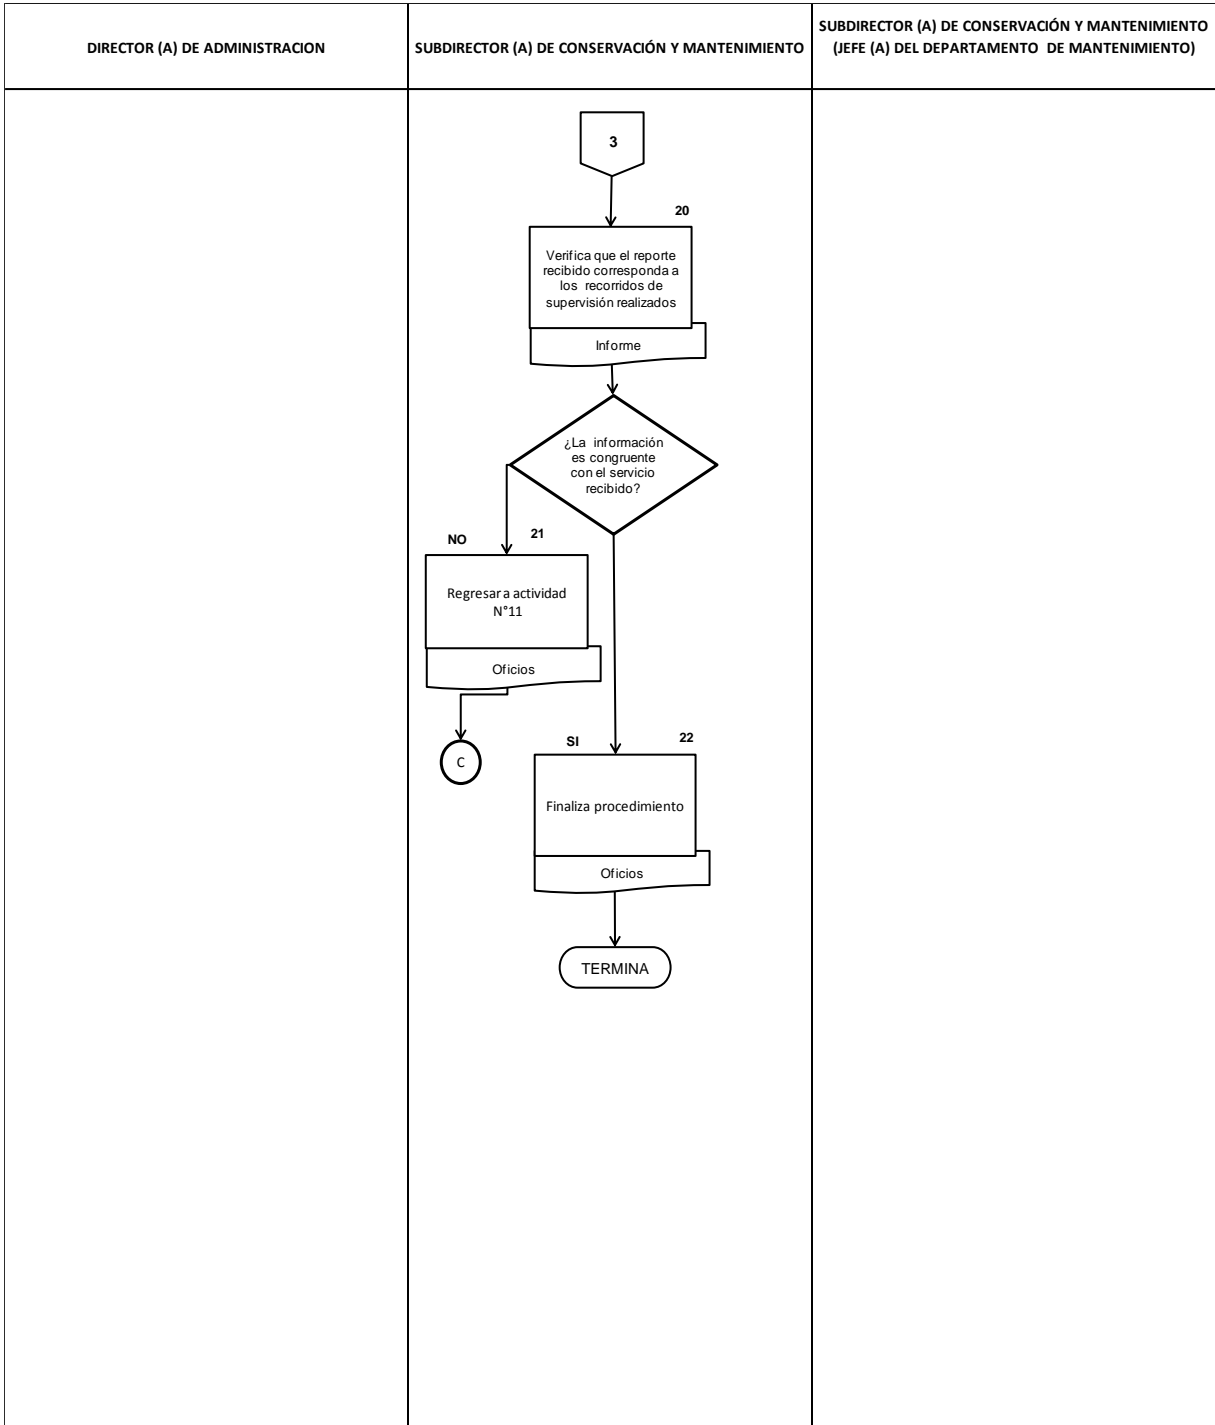 DIRECTOR (A) DE ADMINISTRACION
SUBDIRECTOR (A) DE CONSERVACIÓN Y MANTENIMIENTO
SUBDIRECTOR (A) DE CONSERVACIÓN Y MANTENIMIENTO
(JEFE (A) DEL DEPARTAMENTO DE MANTENIMIENTO)
3
20
Verifica que el reporte
recibido corresponda a
los recorridos de
supervisión realizados
Informe
¿La información
es congruente
con el servicio
recibido?
NO
21
Regresar a actividad
N°11
Oficios
C
SI
22
Finaliza procedimiento
Oficios
TERMINA